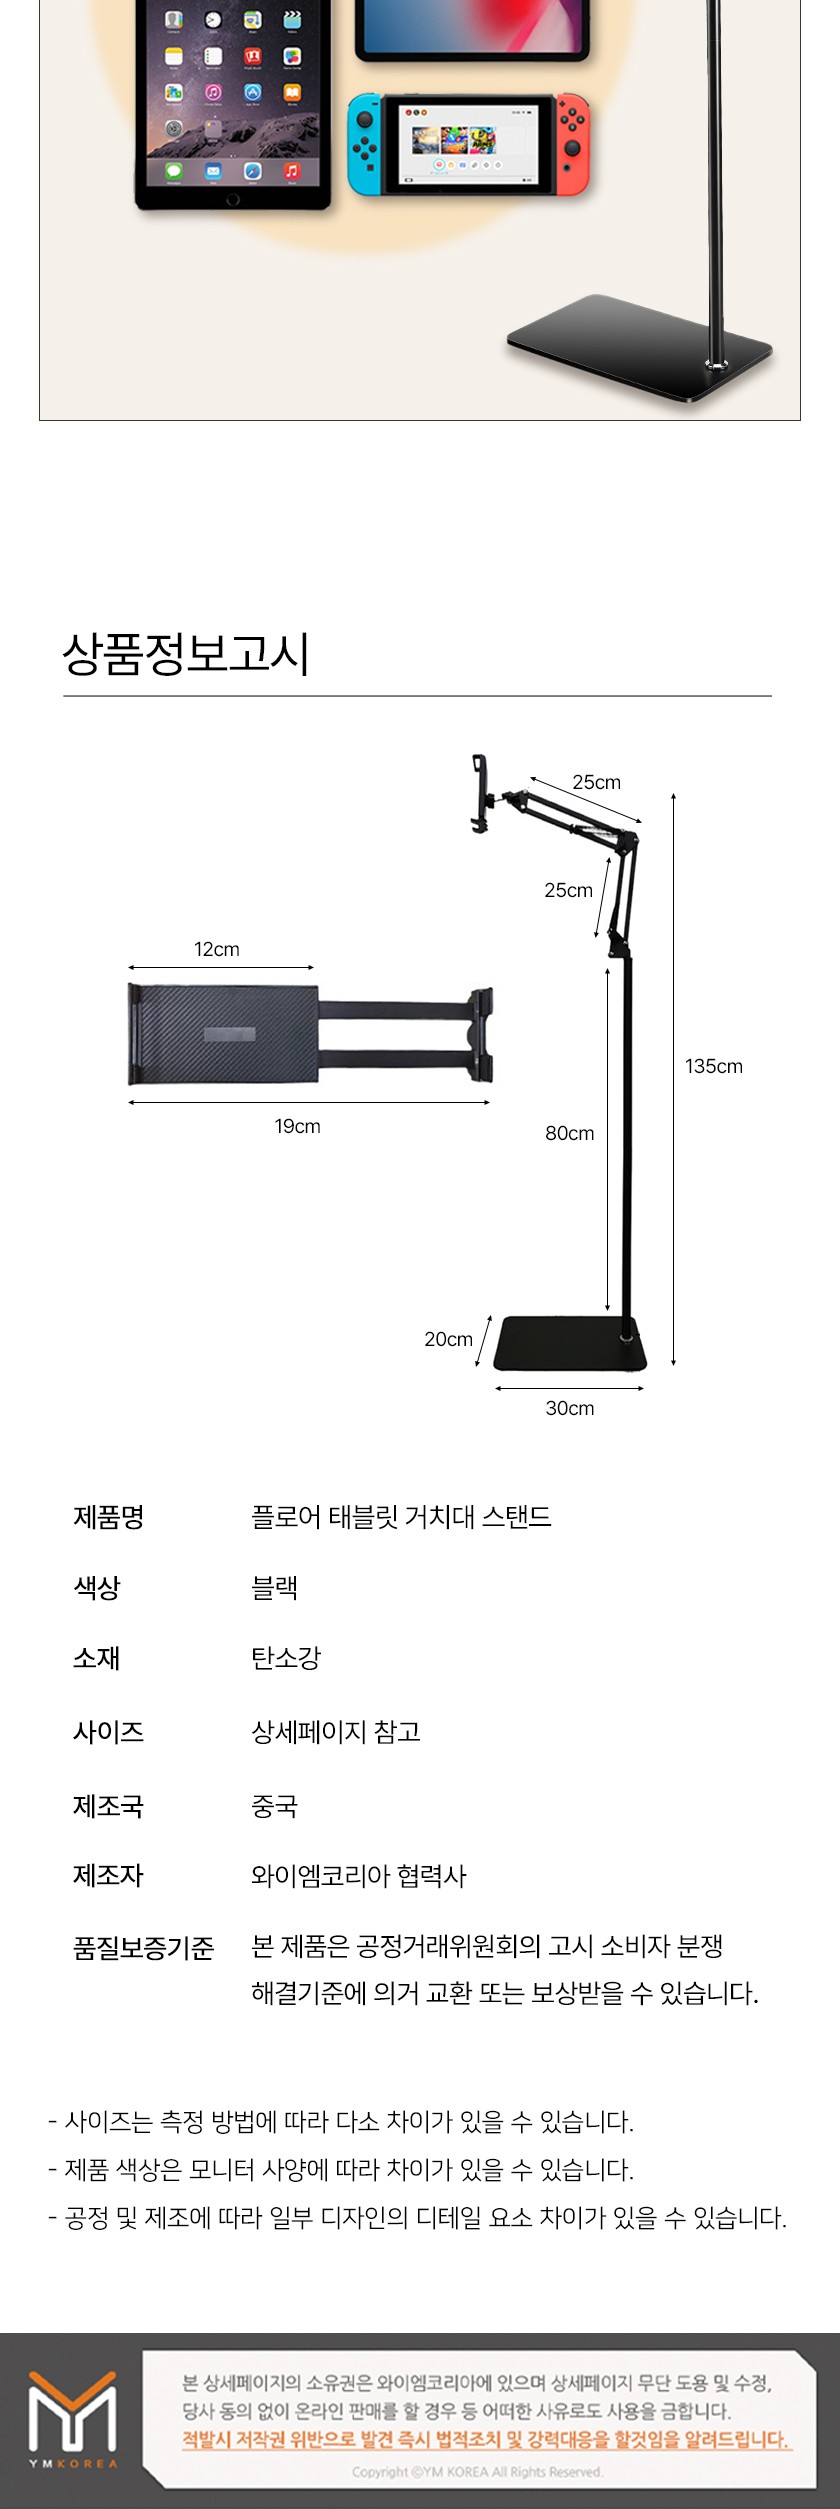 상품정보고시
25cm
25cm
12cm
135cm
19cm
80cm
20cm
30cm
제품명 플로어 태블릿 거치대 스탠드
색상 블랙
소재 탄소강
사이즈 상세페이지 참고
제조국 중국
제조자 와이엠코리아 협력사
품질보증기준 본 제품은 공정거래위원회의 고시 소비자 분쟁
해결기준에 의거 교환 또는 보상받을 수 있습니다.
- 사이즈는 측정 방법에 따라 다소 차이가 있을 수 있습니다.
- 제품 색상은 모니터 사양에 따라 차이가 있을 수 있습니다.
- 공정 및 제조에 따라 일부 디자인의 디테일 요소 차이가 있을 수 있습니다.
본 상세페이지의 소유권은 와이엠코리아에 있으며 상세페이지 무단 도용 및 수정,
당사 동의 없이 온라인 판매를 할 경우 등 어떠한 사유로도 사용을 금합니다.
적발시 저작권 위반으로 발견 즉시 법적조치 및 강력대응을 할것임을 알려드립니다.
YMKOREA
Copyright ©YM KOREA All Rights Reserved.